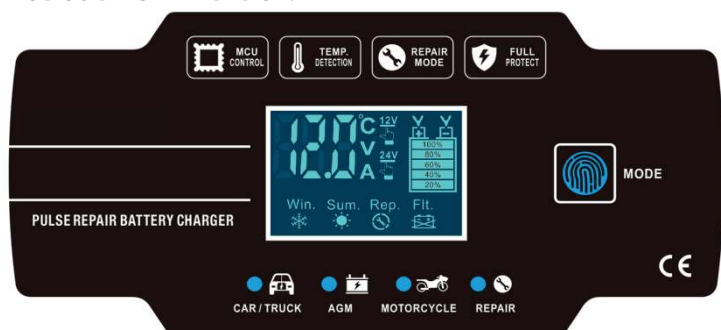 MCU CONTROL
TEMP. DETECTION
REPAIR MODE
FULL PROTECT
12.0
°C
V
A
12V
24V
100%
80%
60%
40%
20%
Win. Sum. Rep. Flt.
MODE
PULSE REPAIR BATTERY CHARGER
CE
CAR / TRUCK AGM MOTORCYCLE REPAIR